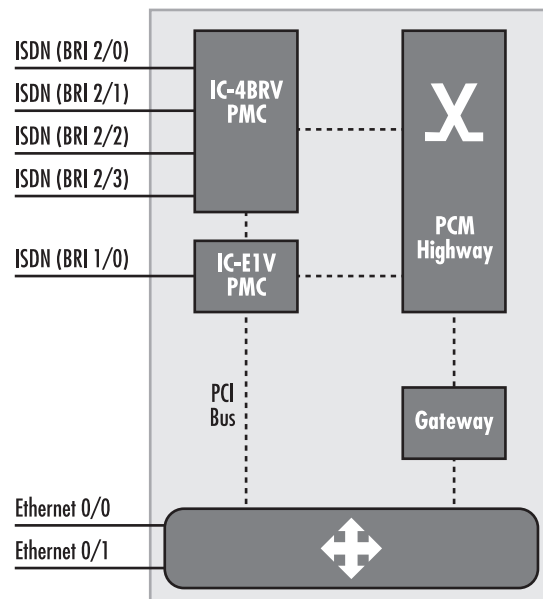 ISDN (BRI 2/0)
ISDN (BRI 2/1)
ISDN (BRI 2/2)
ISDN (BRI 2/3)
IC-4BRV
PMC
PCM
Highway
ISDN (BRI 1/0)
IC-E1V
PMC
PCI
Bus
Gateway
Ethernet 0/0
Ethernet 0/1